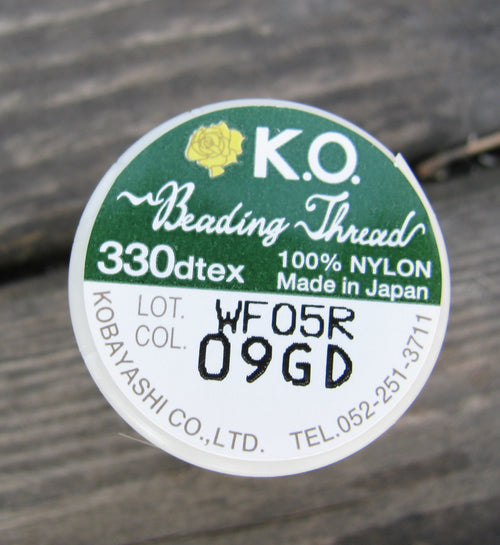 K.O.
Beading Thread
330dtex
100% NYLON
Made in Japan
LOT. WF05R
COL. 09GD
KOBAYASHI CO.,LTD. TEL.052-251-3711